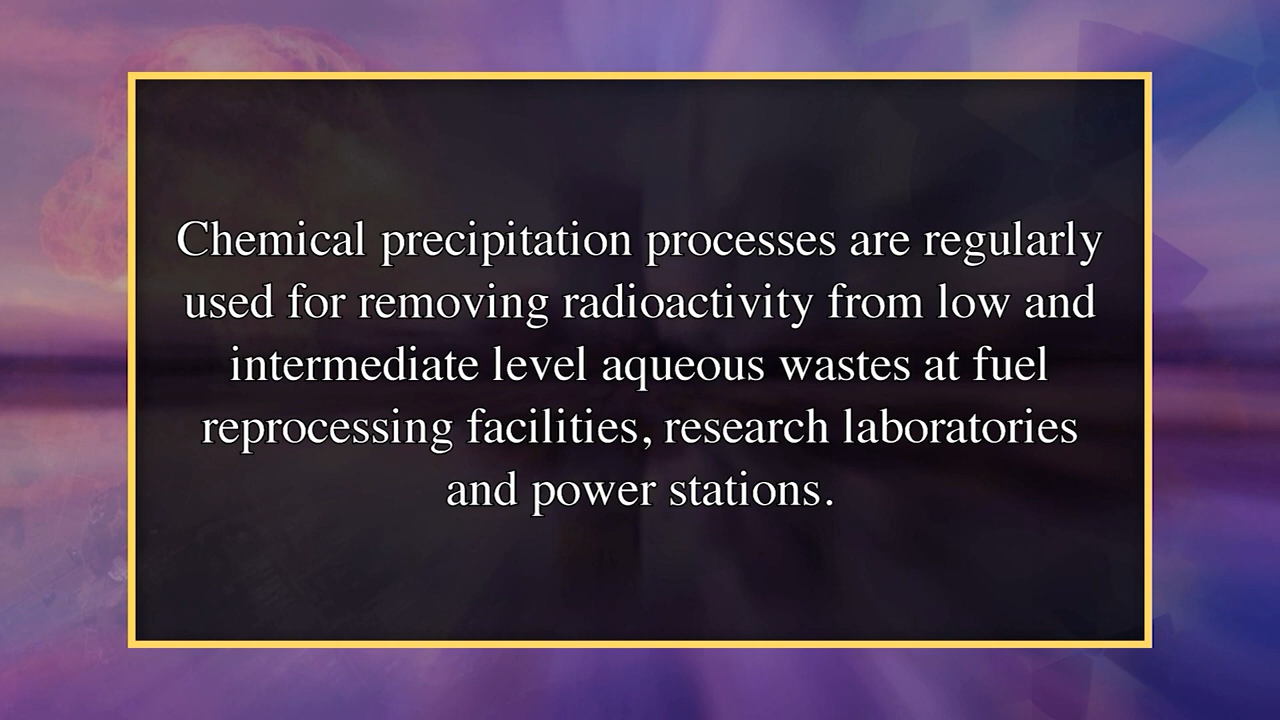 Chemical precipitation processes are regularly
used for removing radioactivity from low and
intermediate level aqueous wastes at fuel
reprocessing facilities, research laboratories
and power stations.